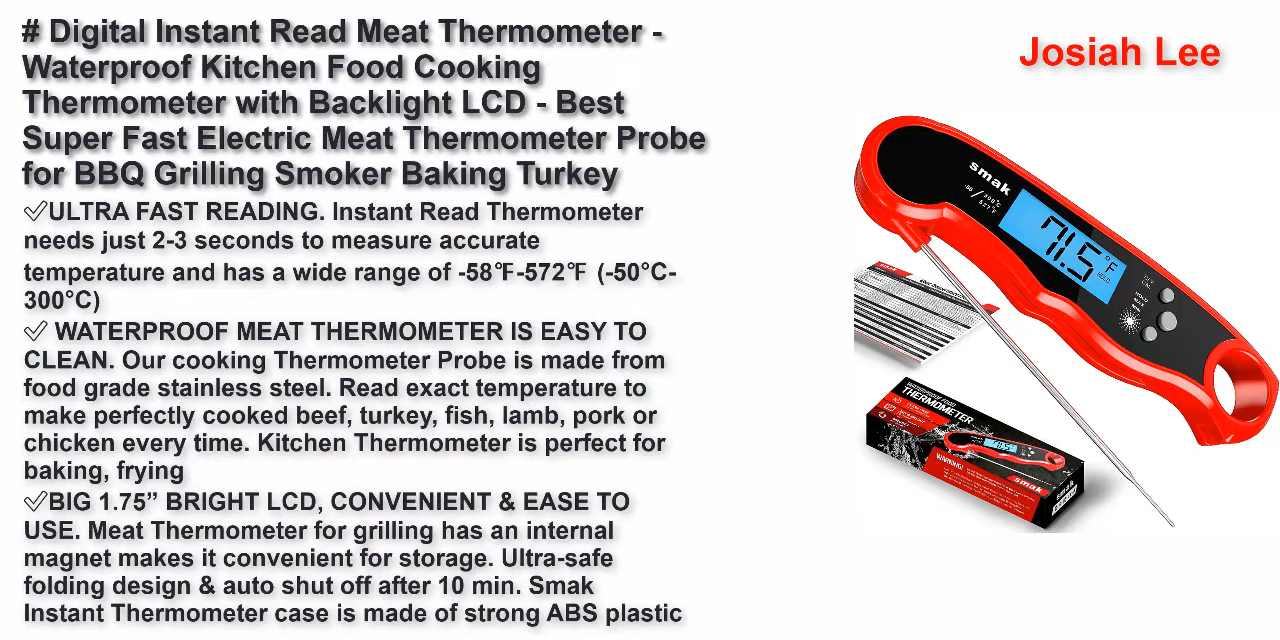 # Digital Instant Read Meat Thermometer -
Waterproof Kitchen Food Cooking
Thermometer with Backlight LCD - Best
Super Fast Electric Meat Thermometer Probe
for BBQ Grilling Smoker Baking Turkey
✅ULTRA FAST READING. Instant Read Thermometer
needs just 2-3 seconds to measure accurate
temperature and has a wide range of -58℉-572℉ (-50°C-
300°C)
✅ WATERPROOF MEAT THERMOMETER IS EASY TO
CLEAN. Our cooking Thermometer Probe is made from
food grade stainless steel. Read exact temperature to
make perfectly cooked beef, turkey, fish, lamb, pork or
chicken every time. Kitchen Thermometer is perfect for
baking, frying
✅BIG 1.75” BRIGHT LCD, CONVENIENT & EASE TO
USE. Meat Thermometer for grilling has an internal
magnet makes it convenient for storage. Ultra-safe
folding design & auto shut off after 10 min. Smak
Instant Thermometer case is made of strong ABS plastic
Josiah Lee
smak
71.5 °F
smak
WATERPROOF FOOD
THERMOMETER
WARNING!
smak